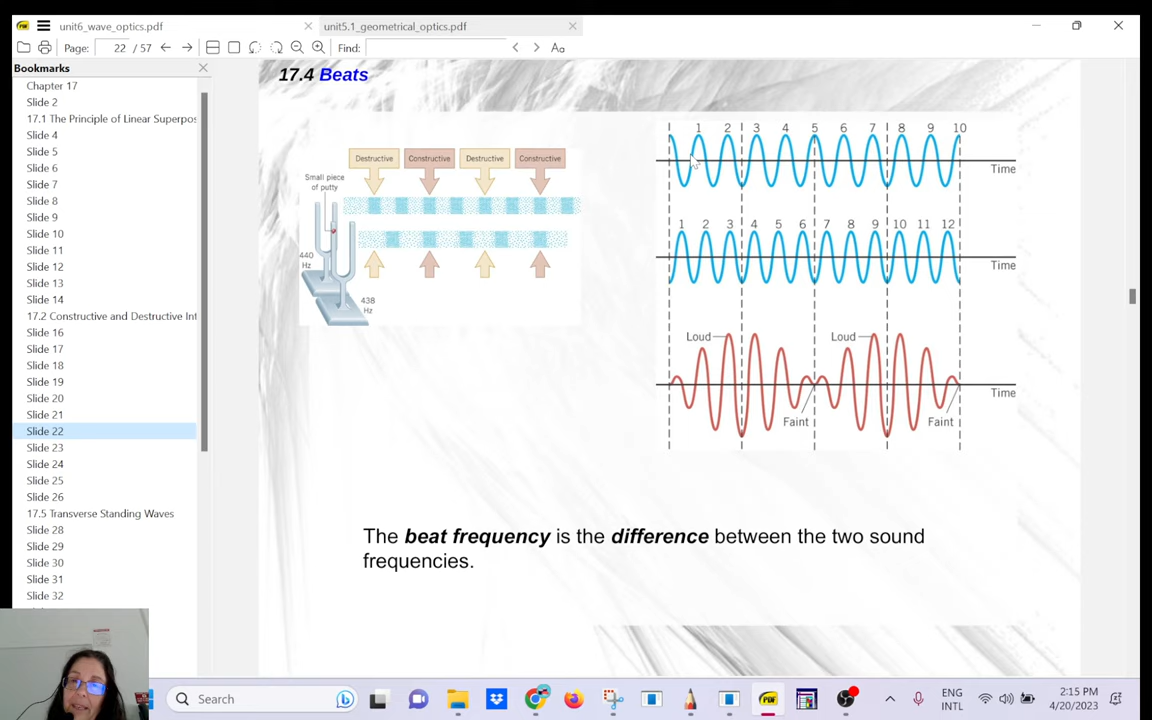 unit6_wave_optics.pdf
unit5.1_geometrical_optics.pdf
Page: 22 / 57
Find:
Aa
Bookmarks
Chapter 17
Slide 2
17.1 The Principle of Linear Superpos
Slide 4
Slide 5
Slide 6
Slide 7
Slide 8
Slide 9
Slide 10
Slide 11
Slide 12
Slide 13
Slide 14
17.2 Constructive and Destructive Int
Slide 16
Slide 17
Slide 18
Slide 19
Slide 20
Slide 21
Slide 22
Slide 23
Slide 24
Slide 25
Slide 26
17.5 Transverse Standing Waves
Slide 28
Slide 29
Slide 30
Slide 31
Slide 32
17.4 Beats
Destructive Constructive Destructive Constructive
Small piece
of putty
440
Hz
438
Hz
1 2 3 4 5 6 7 8 9 10
Time
1 2 3 4 5 6 7 8 9 10 11 12
Time
Loud Loud
Time
Faint Faint
The beat frequency is the difference between the two sound
frequencies.
Search
ENG
INTL
2:15 PM
4/20/2023